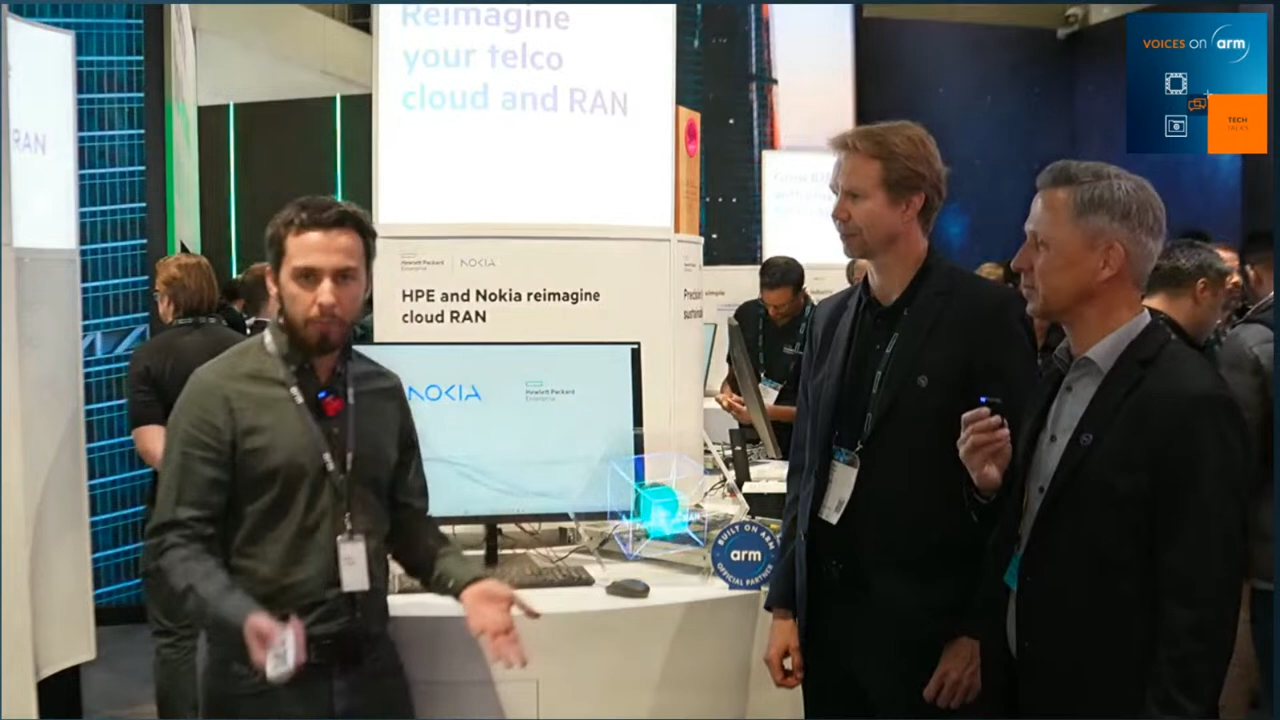 Reimagine
your telco
cloud and RAN
RAN
VOICES on arm
TECH
TALKS
Hewlett Packard
Enterprise
NOKIA
HPE and Nokia reimagine
cloud RAN
NOKIA
Hewlett Packard
Enterprise
RAN
BUILT ON ARM
arm
OFFICIAL PARTNER